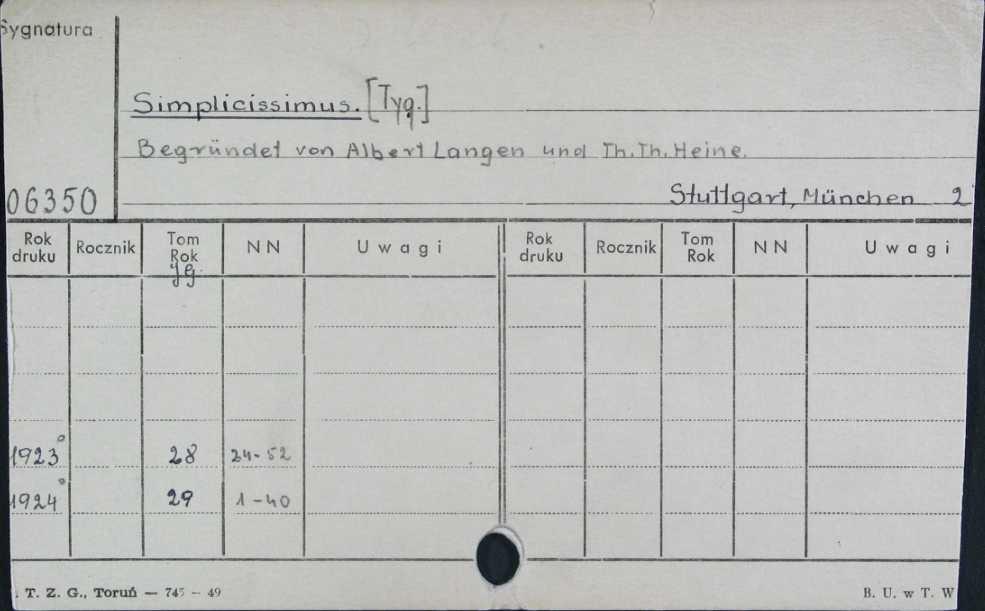 Sygnatura
Simplicissimus. [Tyg.]
Begründet von Albert Langen und Th. Th. Heine.
06350
Stuttgart, München 2
Rok druku Rocznik Tom Rok Jg. NN Uwagi Rok druku Rocznik Tom Rok NN Uwagi
1923° 28 24-52
1924° 29 1-40
. T. Z. G., Toruń — 745 — 49 B. U. w T. W